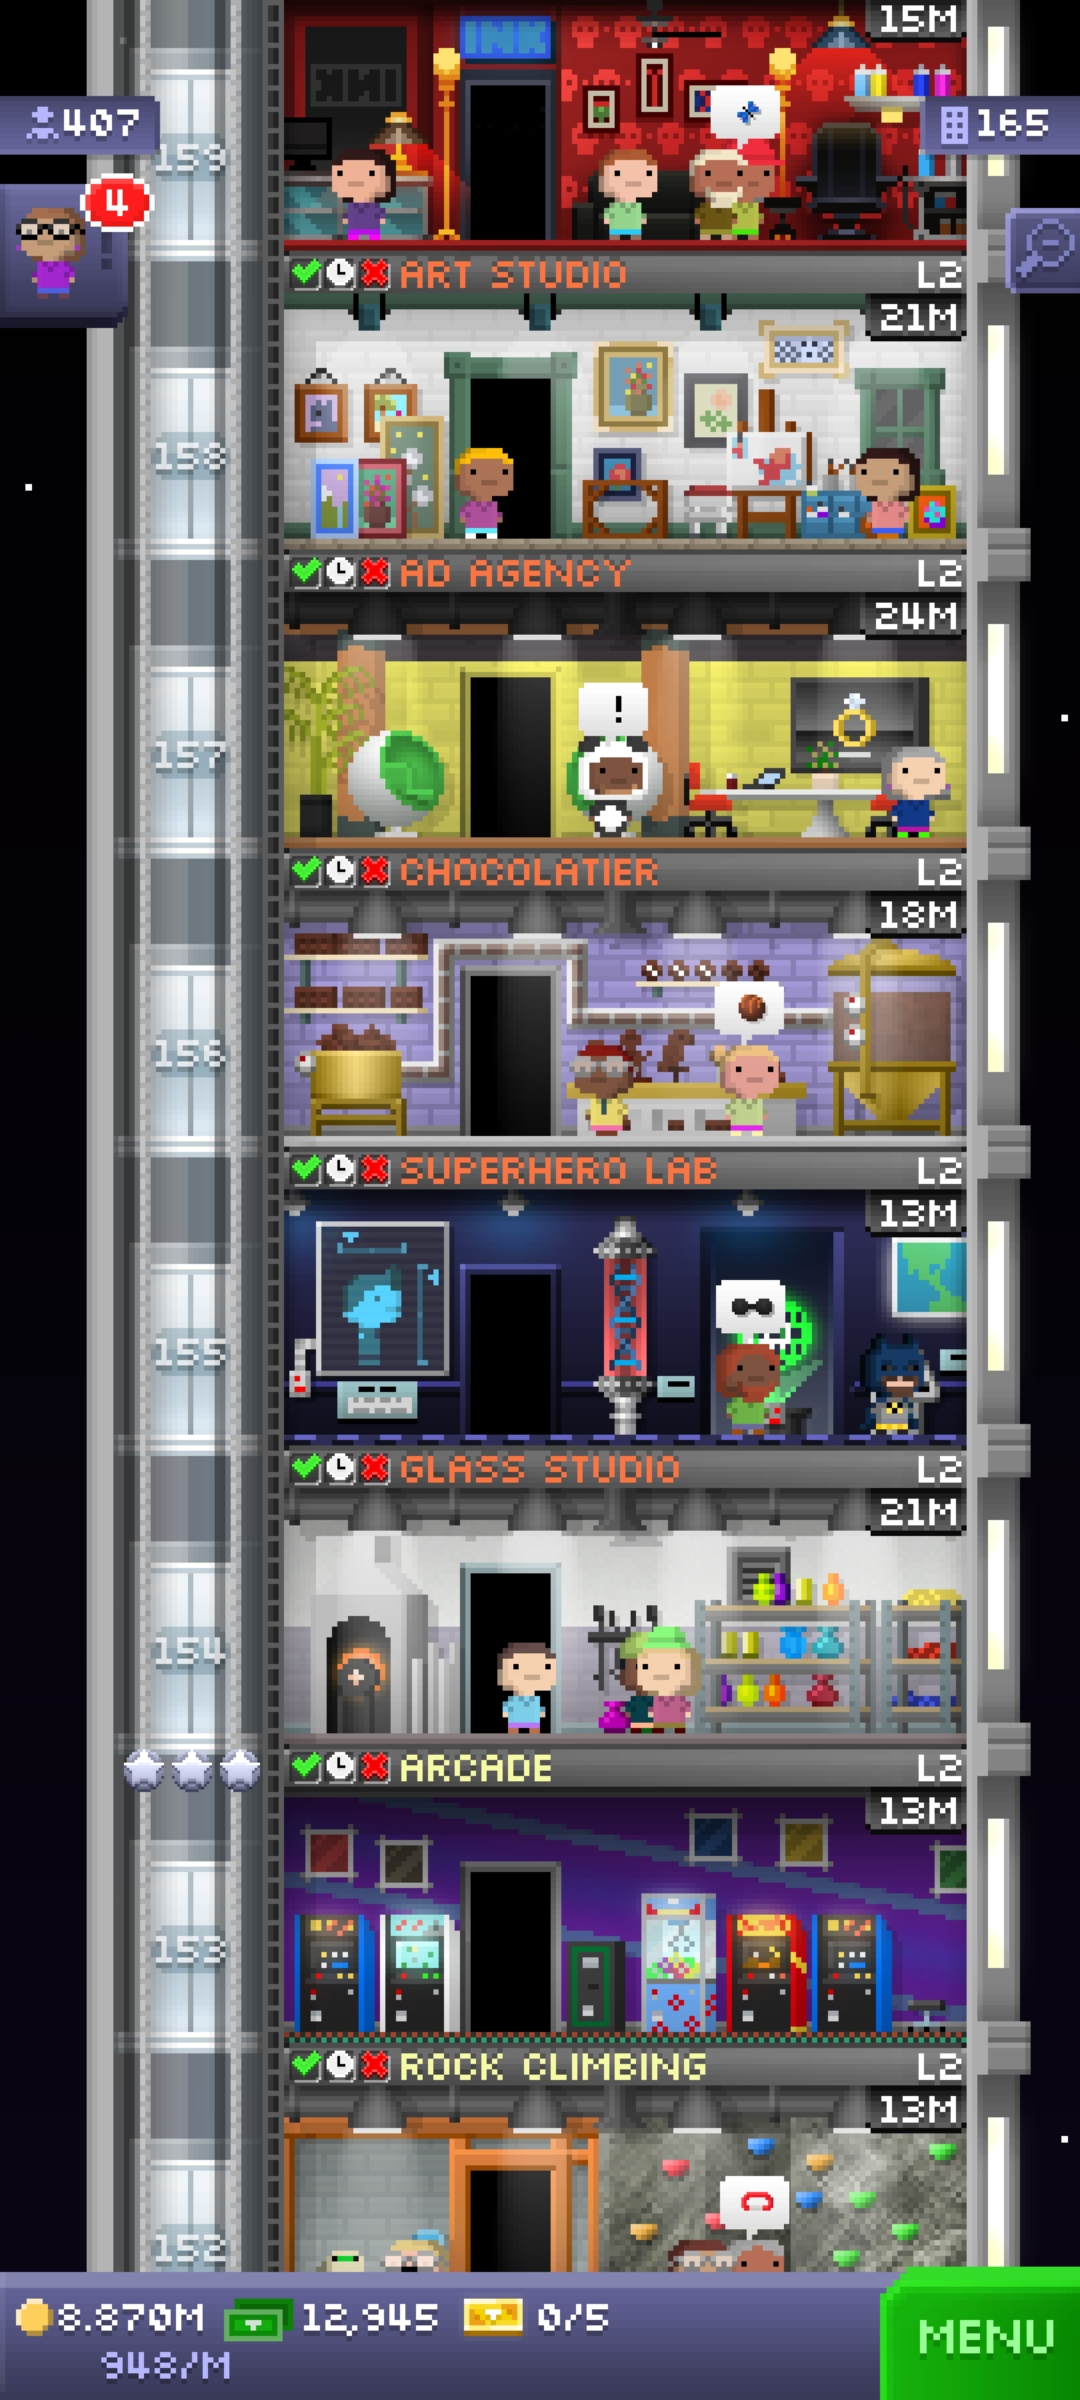 15M
INK
407
165
159
4
ART STUDIO L2
21M
158
AD AGENCY L2
24M
!
157
CHOCOLATIER L2
18M
156
SUPERHERO LAB L2
13M
155
GLASS STUDIO L2
21M
154
ARCADE L2
13M
153
ROCK CLIMBING L2
13M
152
8.870M 12,945 0/5
948/M
MENU